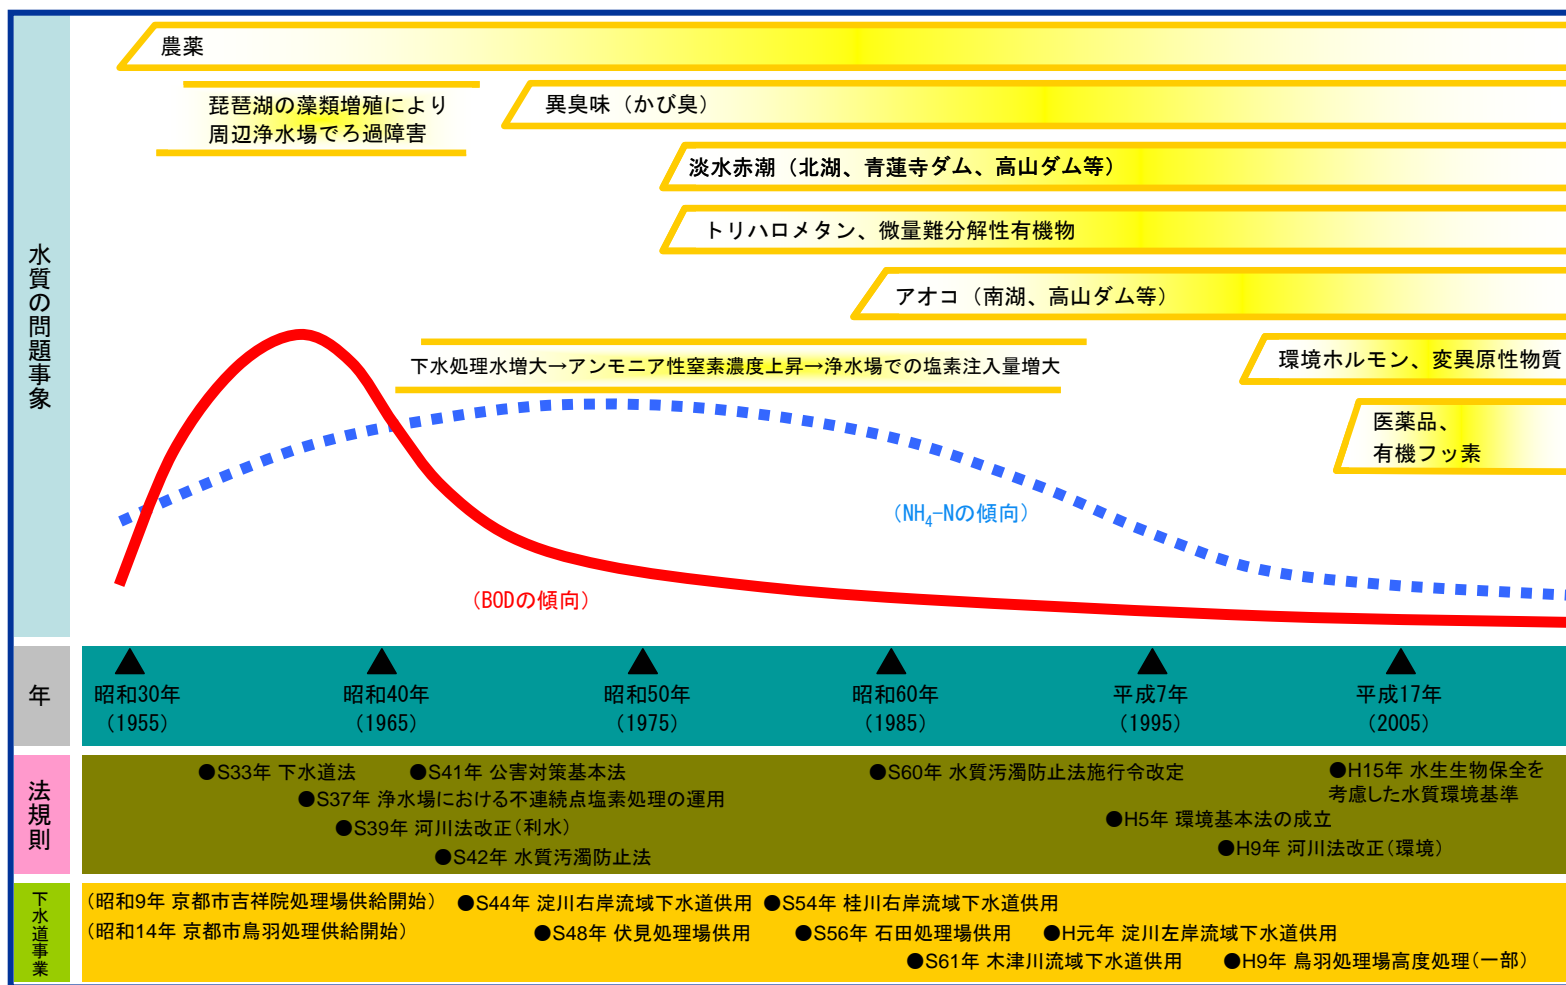 水質の問題事象
農薬
琵琶湖の藻類増殖により
周辺浄水場でろ過障害
異臭味（かび臭）
淡水赤潮（北湖、青蓮寺ダム、高山ダム等）
トリハロメタン、微量難分解性有機物
アオコ（南湖、高山ダム等）
下水処理水増大→アンモニア性窒素濃度上昇→浄水場での塩素注入量増大
環境ホルモン、変異原性物質
医薬品、
有機フッ素
（NH4-Nの傾向）
（BODの傾向）
年
昭和30年
（1955）
昭和40年
（1965）
昭和50年
（1975）
昭和60年
（1985）
平成7年
（1995）
平成17年
（2005）
法規則
●S33年 下水道法
●S41年 公害対策基本法
●S60年 水質汚濁防止法施行令改定
●H15年 水生生物保全を
考慮した水質環境基準
●S37年 浄水場における不連続点塩素処理の運用
●H5年 環境基本法の成立
●S39年 河川法改正（利水）
●H9年 河川法改正（環境）
●S42年 水質汚濁防止法
下水道事業
（昭和9年 京都市吉祥院処理場供給開始）
●S44年 淀川右岸流域下水道供用
●S54年 桂川右岸流域下水道供用
（昭和14年 京都市鳥羽処理供給開始）
●S48年 伏見処理場供用
●S56年 石田処理場供用
●H元年 淀川左岸流域下水道供用
●S61年 木津川流域下水道供用
●H9年 鳥羽処理場高度処理（一部）